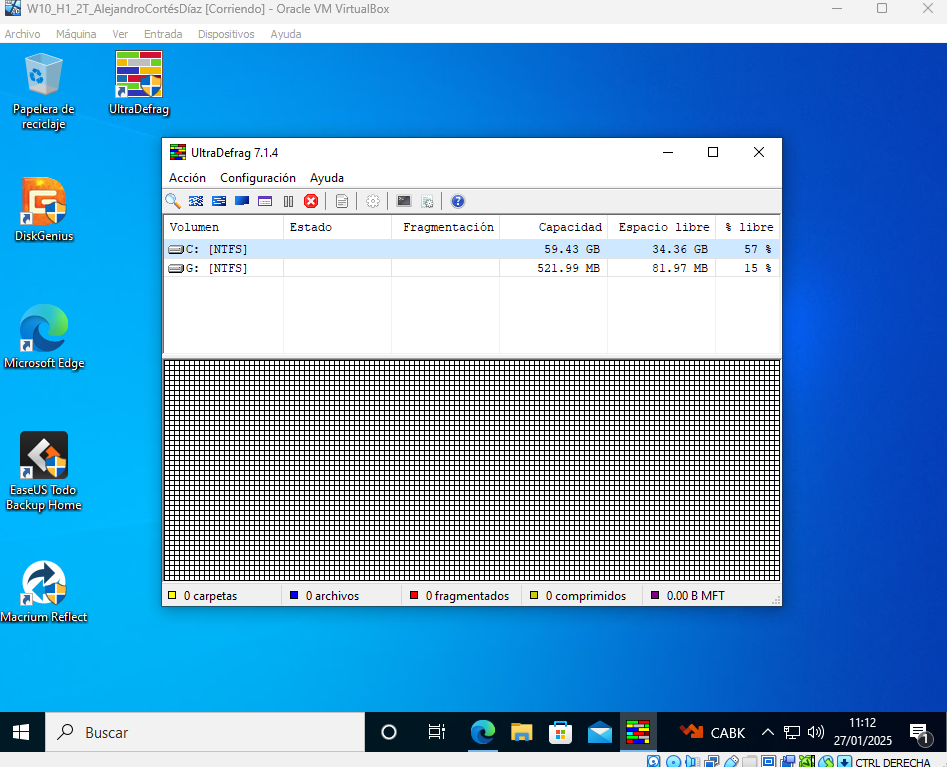 W10_H1_2T_AlejandroCortésDíaz [Corriendo] - Oracle VM VirtualBox
Archivo Máquina Ver Entrada Dispositivos Ayuda
Papelera de
reciclaje
UltraDefrag
DiskGenius
Microsoft Edge
EaseUS Todo
Backup Home
Macrium Reflect
UltraDefrag 7.1.4
Acción Configuración Ayuda
Volumen Estado Fragmentación Capacidad Espacio libre % libre
C: [NTFS] 59.43 GB 34.36 GB 57 %
G: [NTFS] 521.99 MB 81.97 MB 15 %
0 carpetas 0 archivos 0 fragmentados 0 comprimidos 0.00 B MFT
Buscar
CABK
11:12
27/01/2025
1
CTRL DERECHA